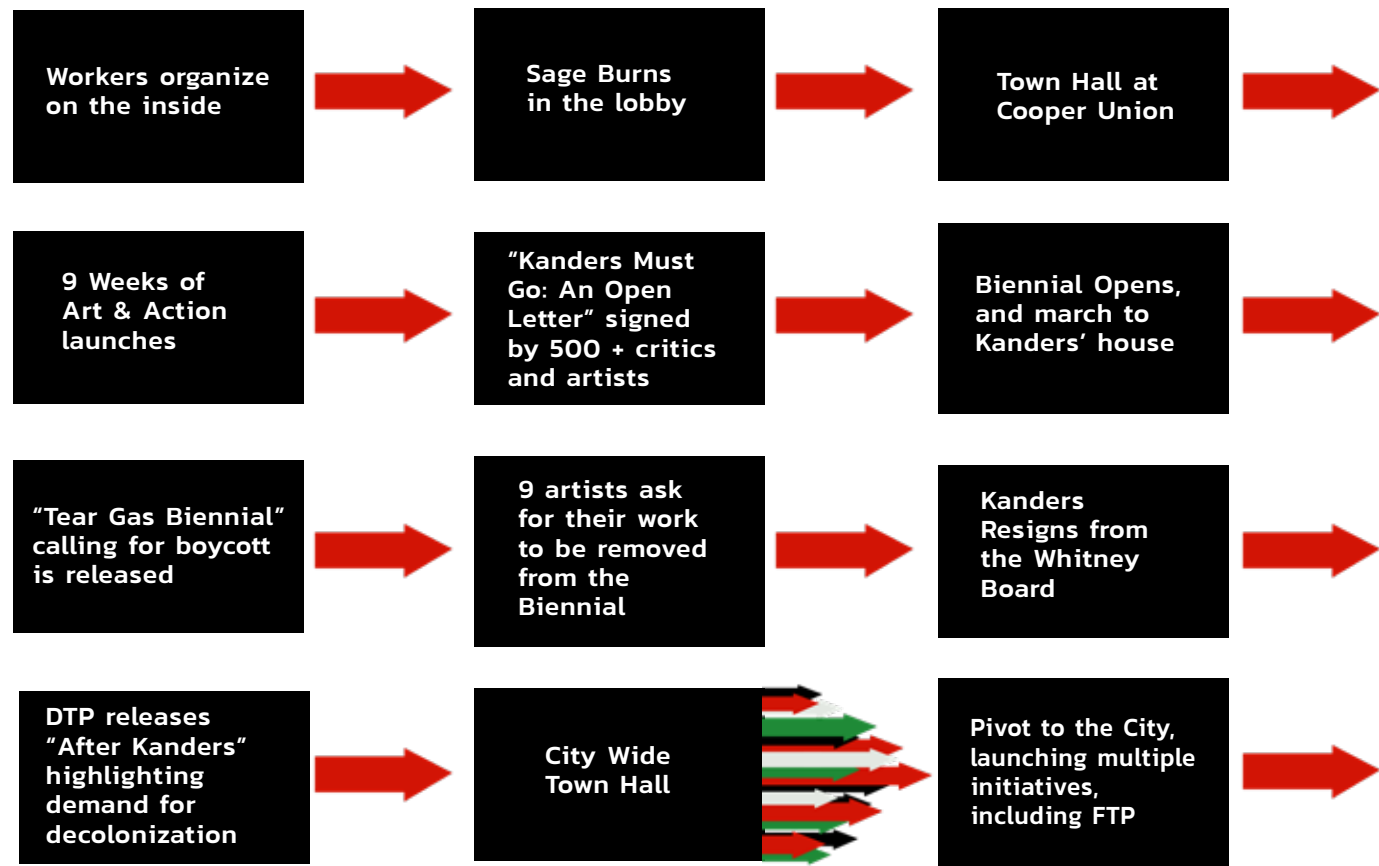 Workers organize
on the inside
Sage Burns
in the lobby
Town Hall at
Cooper Union
9 Weeks of
Art & Action
launches
“Kanders Must
Go: An Open
Letter” signed
by 500 + critics
and artists
Biennial Opens,
and march to
Kanders’ house
“Tear Gas Biennial”
calling for boycott
is released
9 artists ask
for their work
to be removed
from the
Biennial
Kanders
Resigns from
the Whitney
Board
DTP releases
“After Kanders”
highlighting
demand for
decolonization
City Wide
Town Hall
Pivot to the City,
launching multiple
initiatives,
including FTP